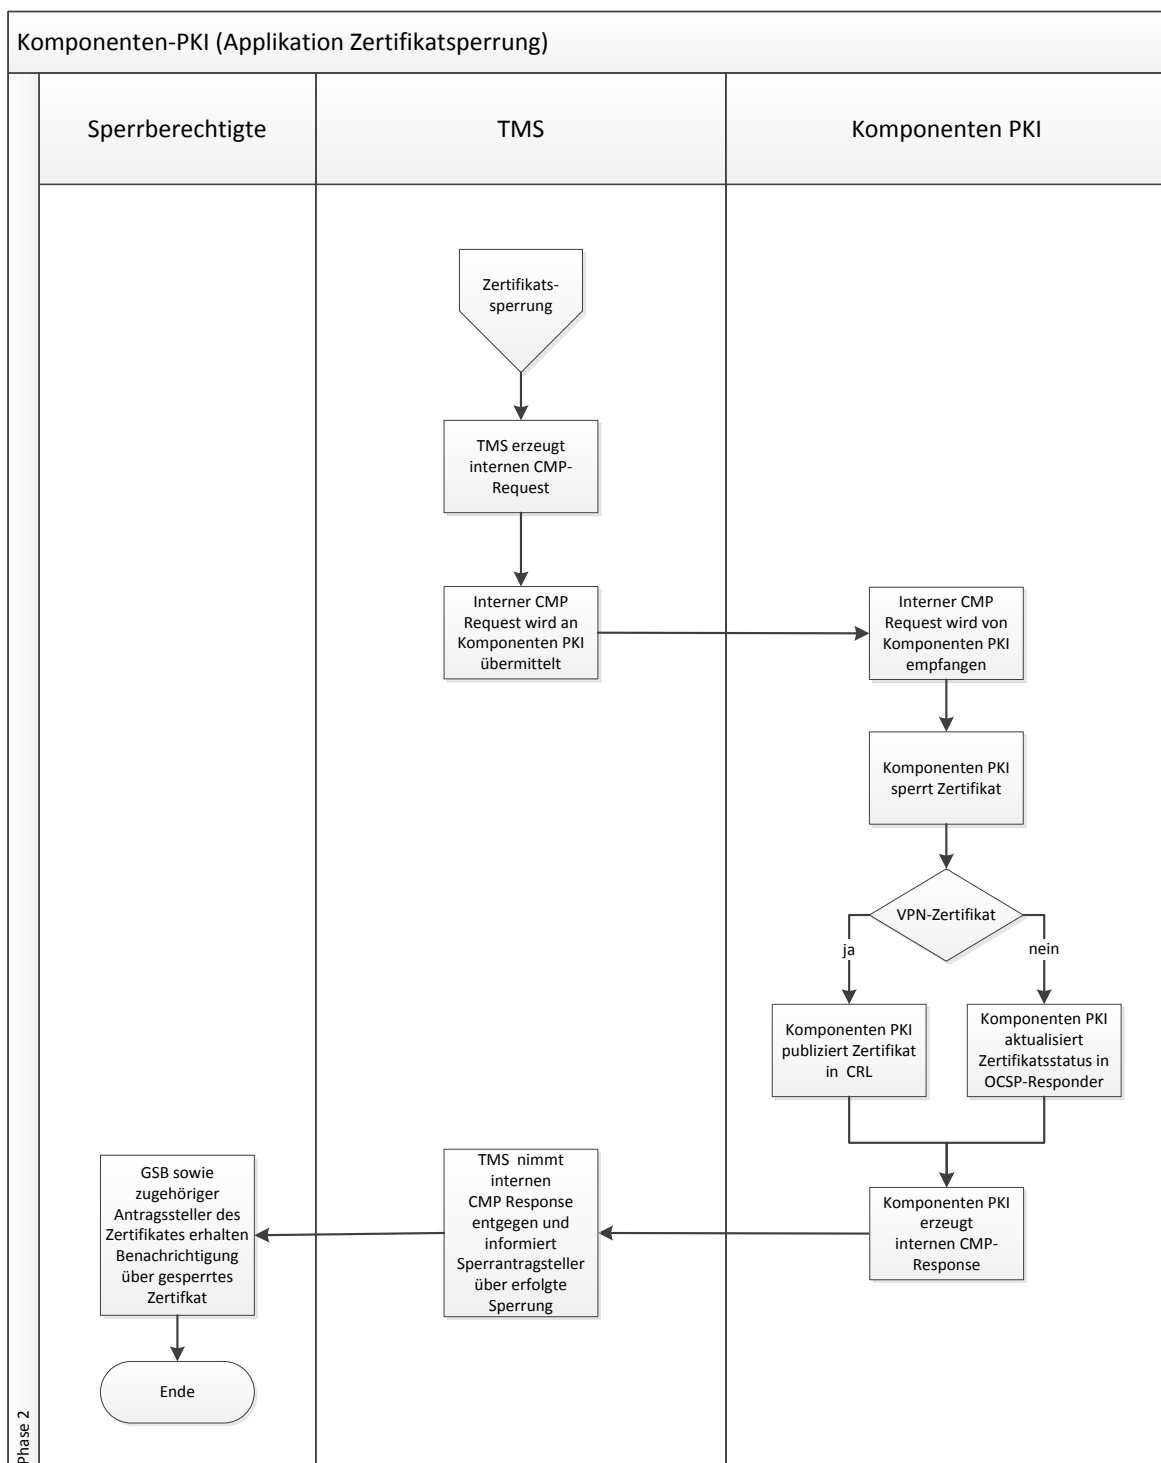 Komponenten-PKI (Applikation Zertifikatsperrung)
Sperrberechtigte
TMS
Komponenten PKI
Zertifikats-
sperrung
TMS erzeugt
internen CMP-
Request
Interner CMP
Request wird an
Komponenten PKI
übermittelt
Interner CMP
Request wird von
Komponenten PKI
empfangen
Komponenten PKI
sperrt Zertifikat
VPN-Zertifikat
ja
nein
Komponenten PKI
publiziert Zertifikat
in CRL
Komponenten PKI
aktualisiert
Zertifikatsstatus in
OCSP-Responder
Komponenten PKI
erzeugt
internen CMP-
Response
TMS nimmt
internen
CMP Response
entgegen und
informiert
Sperrantragsteller
über erfolgte
Sperrung
GSB sowie
zugehöriger
Antragssteller des
Zertifikates erhalten
Benachrichtigung
über gesperrtes
Zertifkat
Ende
Phase 2